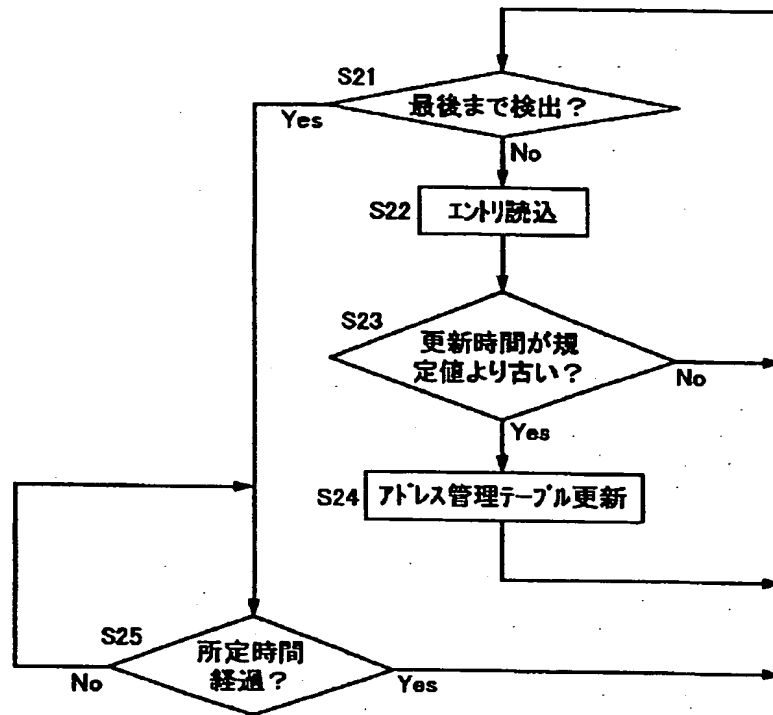 S21
最後まで検出？
Yes
No
S22
エントリ読込
S23
更新時間が規
定値より古い？
No
Yes
S24
アドレス管理テーブル更新
S25
所定時間
経過？
No
Yes